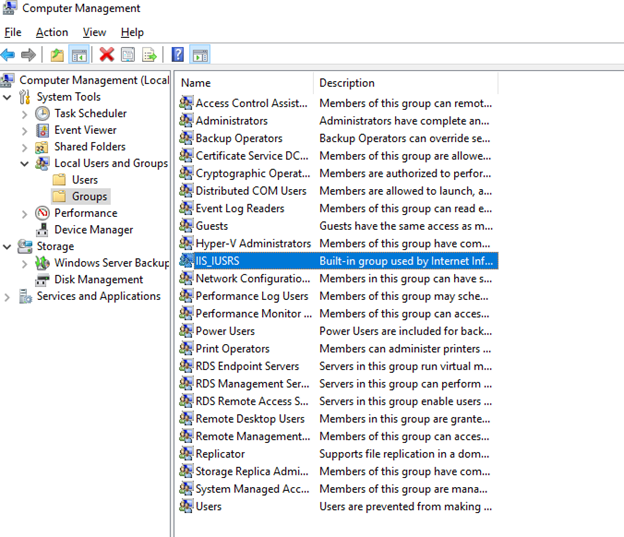 Computer Management
File Action View Help
Computer Management (Local
System Tools
Task Scheduler
Event Viewer
Shared Folders
Local Users and Groups
Users
Groups
Performance
Device Manager
Storage
Windows Server Backup
Disk Management
Services and Applications
Name Description
Access Control Assist... Members of this group can remot...
Administrators Administrators have complete an...
Backup Operators Backup Operators can override se...
Certificate Service DC... Members of this group are allowe...
Cryptographic Operat... Members are authorized to perfor...
Distributed COM Users Members are allowed to launch, a...
Event Log Readers Members of this group can read e...
Guests Guests have the same access as m...
Hyper-V Administrators Members of this group have com...
IIS_IUSRS Built-in group used by Internet Inf...
Network Configuratio... Members in this group can have s...
Performance Log Users Members of this group may sche...
Performance Monitor ... Members of this group can acces...
Power Users Power Users are included for back...
Print Operators Members can administer printers ...
RDS Endpoint Servers Servers in this group run virtual m...
RDS Management Ser... Servers in this group can perform ...
RDS Remote Access S... Servers in this group enable users ...
Remote Desktop Users Members in this group are grante...
Remote Management... Members of this group can acces...
Replicator Supports file replication in a dom...
Storage Replica Admi... Members of this group have com...
System Managed Acc... Members of this group are mana...
Users Users are prevented from making ...